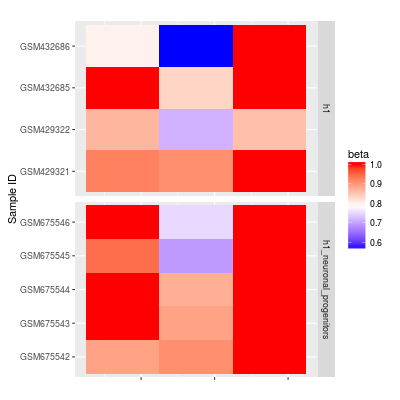 GSM432686
GSM432685
GSM429322
GSM429321
h1
GSM675546
GSM675545
GSM675544
GSM675543
GSM675542
h1_neuronal_progenitors
Sample ID
beta
1.0
0.9
0.8
0.7
0.6